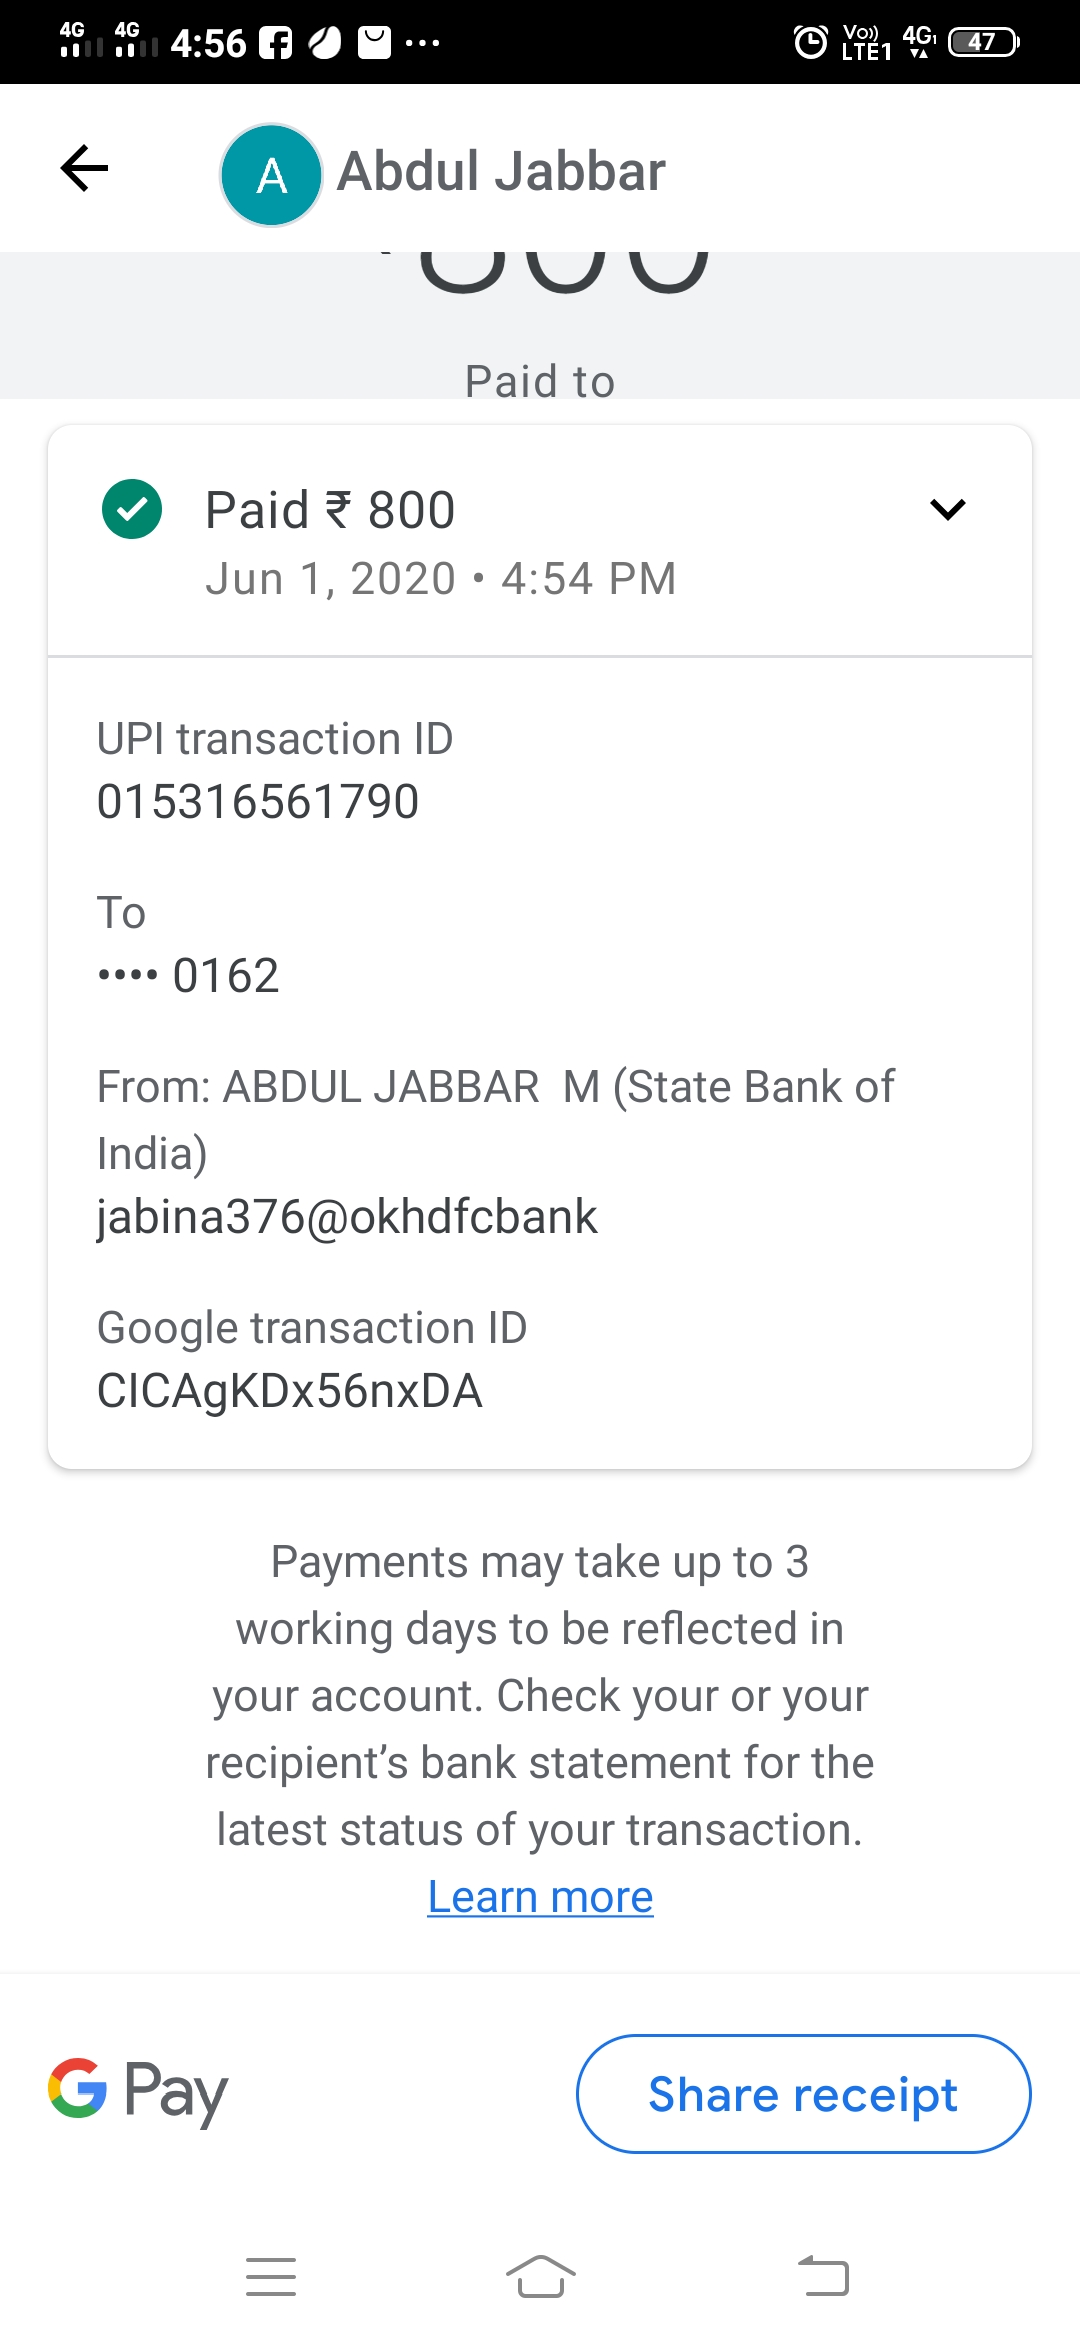 4G 4G 4:56 Vo)) LTE1 4G1 47
A Abdul Jabbar
800
Paid to
Paid ₹ 800
Jun 1, 2020 • 4:54 PM
UPI transaction ID
015316561790
To
•••• 0162
From: ABDUL JABBAR  M (State Bank of
India)
jabina376@okhdfcbank
Google transaction ID
CICAgKDx56nxDA
Payments may take up to 3
working days to be reflected in
your account. Check your or your
recipient’s bank statement for the
latest status of your transaction.
Learn more
G Pay
Share receipt